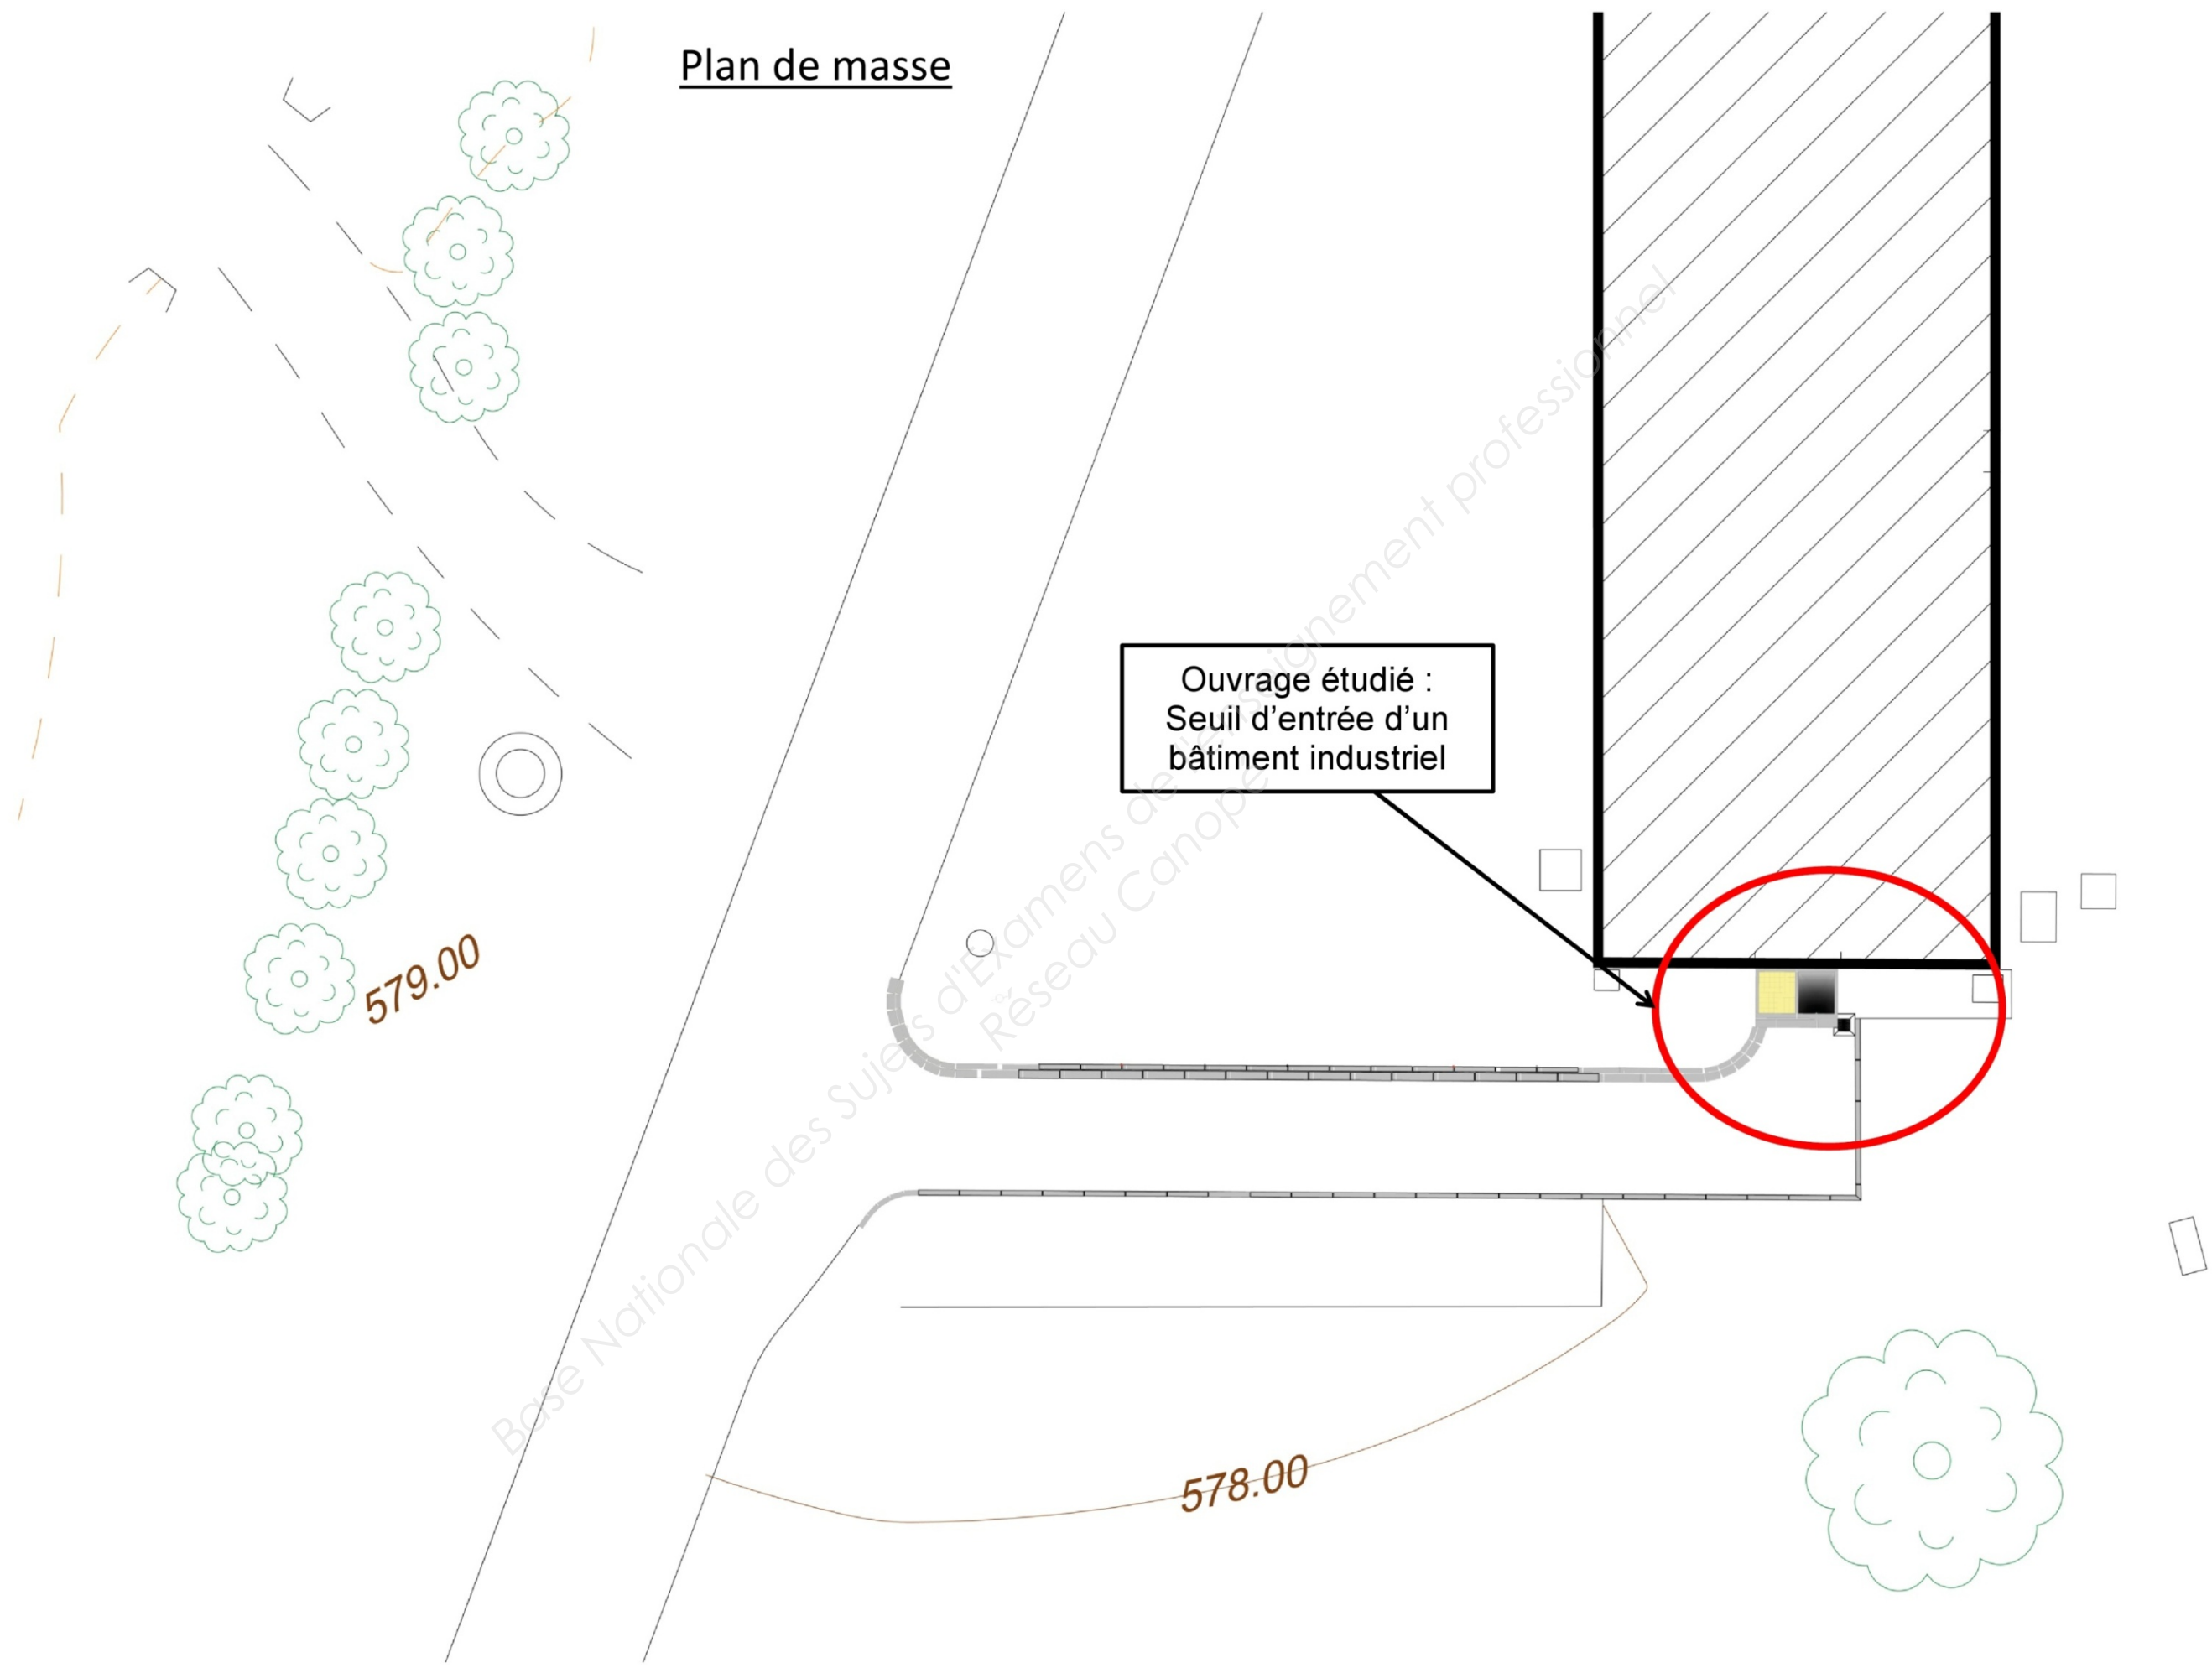 Plan de masse
Ouvrage étudié :
Seuil d’entrée d’un
bâtiment industriel
579.00
578.00
Base Nationale des Sujets d'Examens de l'enseignement professionnel
Réseau Canopé